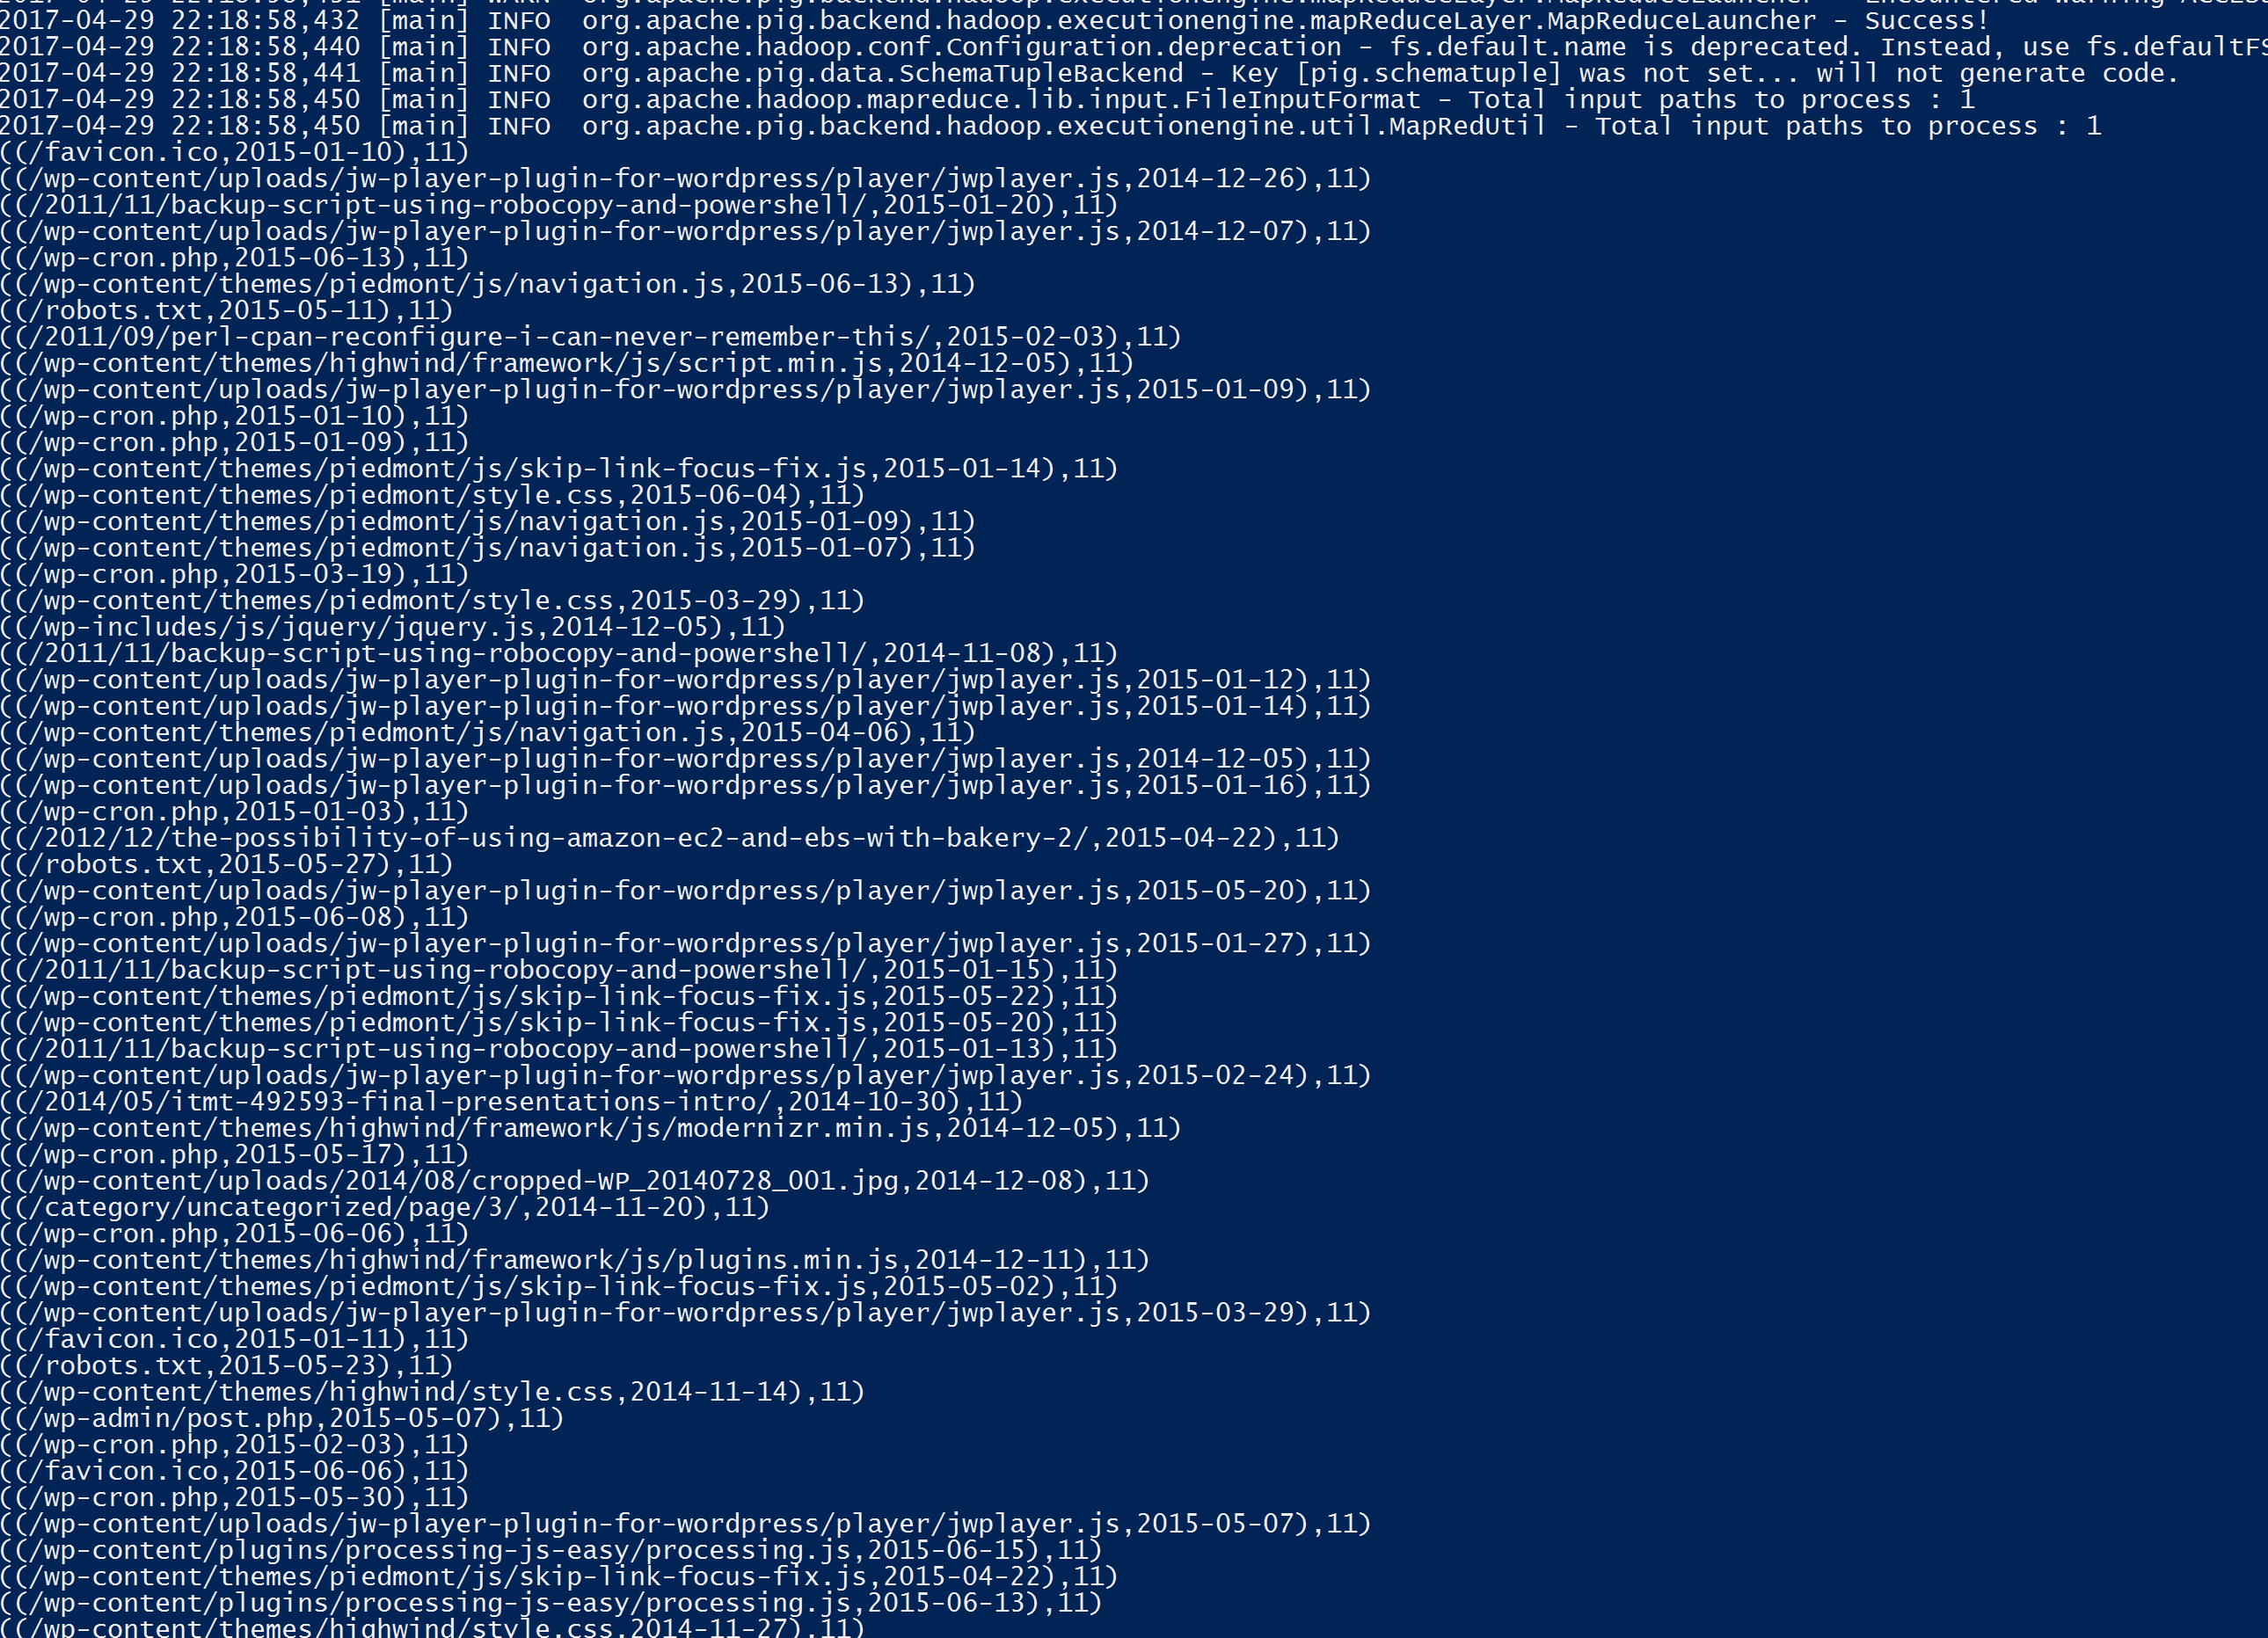 2017-04-29 22:18:58,431 [main] WARN  org.apache.pig.backend.hadoop.executionengine.mapReduceLayer.MapReduceLauncher - Encountered Warning
2017-04-29 22:18:58,432 [main] INFO  org.apache.pig.backend.hadoop.executionengine.mapReduceLayer.MapReduceLauncher - Success!
2017-04-29 22:18:58,440 [main] INFO  org.apache.hadoop.conf.Configuration.deprecation - fs.default.name is deprecated. Instead, use fs.defaultFS
2017-04-29 22:18:58,441 [main] INFO  org.apache.pig.data.SchemaTupleBackend - Key [pig.schematuple] was not set... will not generate code.
2017-04-29 22:18:58,450 [main] INFO  org.apache.hadoop.mapreduce.lib.input.FileInputFormat - Total input paths to process : 1
2017-04-29 22:18:58,450 [main] INFO  org.apache.pig.backend.hadoop.executionengine.util.MapRedUtil - Total input paths to process : 1
((/favicon.ico,2015-01-10),11)
((/wp-content/uploads/jw-player-plugin-for-wordpress/player/jwplayer.js,2014-12-26),11)
((/2011/11/backup-script-using-robocopy-and-powershell/,2015-01-20),11)
((/wp-content/uploads/jw-player-plugin-for-wordpress/player/jwplayer.js,2014-12-07),11)
((/wp-cron.php,2015-06-13),11)
((/wp-content/themes/piedmont/js/navigation.js,2015-06-13),11)
((/robots.txt,2015-05-11),11)
((/2011/09/perl-cpan-reconfigure-i-can-never-remember-this/,2015-02-03),11)
((/wp-content/themes/highwind/framework/js/script.min.js,2014-12-05),11)
((/wp-content/uploads/jw-player-plugin-for-wordpress/player/jwplayer.js,2015-01-09),11)
((/wp-cron.php,2015-01-10),11)
((/wp-cron.php,2015-01-09),11)
((/wp-content/themes/piedmont/js/skip-link-focus-fix.js,2015-01-14),11)
((/wp-content/themes/piedmont/style.css,2015-06-04),11)
((/wp-content/themes/piedmont/js/navigation.js,2015-01-09),11)
((/wp-content/themes/piedmont/js/navigation.js,2015-01-07),11)
((/wp-cron.php,2015-03-19),11)
((/wp-content/themes/piedmont/style.css,2015-03-29),11)
((/wp-includes/js/jquery/jquery.js,2014-12-05),11)
((/2011/11/backup-script-using-robocopy-and-powershell/,2014-11-08),11)
((/wp-content/uploads/jw-player-plugin-for-wordpress/player/jwplayer.js,2015-01-12),11)
((/wp-content/uploads/jw-player-plugin-for-wordpress/player/jwplayer.js,2015-01-14),11)
((/wp-content/themes/piedmont/js/navigation.js,2015-04-06),11)
((/wp-content/uploads/jw-player-plugin-for-wordpress/player/jwplayer.js,2014-12-05),11)
((/wp-content/uploads/jw-player-plugin-for-wordpress/player/jwplayer.js,2015-01-16),11)
((/wp-cron.php,2015-01-03),11)
((/2012/12/the-possibility-of-using-amazon-ec2-and-ebs-with-bakery-2/,2015-04-22),11)
((/robots.txt,2015-05-27),11)
((/wp-content/uploads/jw-player-plugin-for-wordpress/player/jwplayer.js,2015-05-20),11)
((/wp-cron.php,2015-06-08),11)
((/wp-content/uploads/jw-player-plugin-for-wordpress/player/jwplayer.js,2015-01-27),11)
((/2011/11/backup-script-using-robocopy-and-powershell/,2015-01-15),11)
((/wp-content/themes/piedmont/js/skip-link-focus-fix.js,2015-05-22),11)
((/wp-content/themes/piedmont/js/skip-link-focus-fix.js,2015-05-20),11)
((/2011/11/backup-script-using-robocopy-and-powershell/,2015-01-13),11)
((/wp-content/uploads/jw-player-plugin-for-wordpress/player/jwplayer.js,2015-02-24),11)
((/2014/05/itmt-492593-final-presentations-intro/,2014-10-30),11)
((/wp-content/themes/highwind/framework/js/modernizr.min.js,2014-12-05),11)
((/wp-cron.php,2015-05-17),11)
((/wp-content/uploads/2014/08/cropped-WP_20140728_001.jpg,2014-12-08),11)
((/category/uncategorized/page/3/,2014-11-20),11)
((/wp-cron.php,2015-06-06),11)
((/wp-content/themes/highwind/framework/js/plugins.min.js,2014-12-11),11)
((/wp-content/themes/piedmont/js/skip-link-focus-fix.js,2015-05-02),11)
((/wp-content/uploads/jw-player-plugin-for-wordpress/player/jwplayer.js,2015-03-29),11)
((/favicon.ico,2015-01-11),11)
((/robots.txt,2015-05-23),11)
((/wp-content/themes/highwind/style.css,2014-11-14),11)
((/wp-admin/post.php,2015-05-07),11)
((/wp-cron.php,2015-02-03),11)
((/favicon.ico,2015-06-06),11)
((/wp-cron.php,2015-05-30),11)
((/wp-content/uploads/jw-player-plugin-for-wordpress/player/jwplayer.js,2015-05-07),11)
((/wp-content/plugins/processing-js-easy/processing.js,2015-06-15),11)
((/wp-content/themes/piedmont/js/skip-link-focus-fix.js,2015-04-22),11)
((/wp-content/plugins/processing-js-easy/processing.js,2015-06-13),11)
((/wp-content/themes/highwind/style.css,2014-11-27),11)